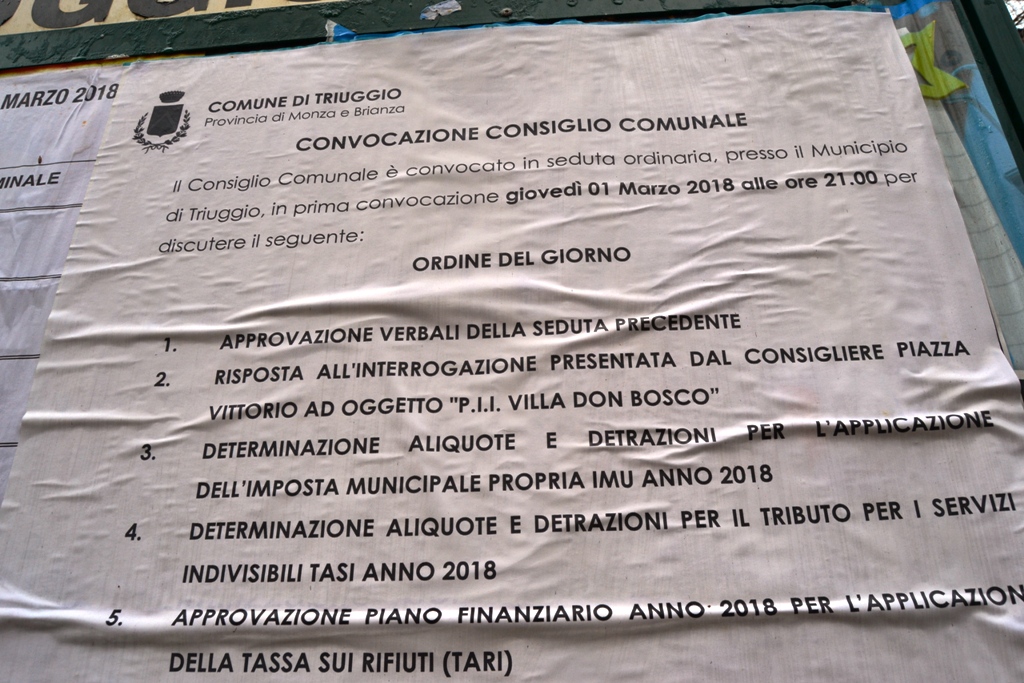 MARZO 2018
COMUNE DI TRIUGGIO
Provincia di Monza e Brianza
CONVOCAZIONE CONSIGLIO COMUNALE
Il Consiglio Comunale è convocato in seduta ordinaria, presso il Municipio
di Triuggio, in prima convocazione giovedì 01 Marzo 2018 alle ore 21.00 per
discutere il seguente:
ORDINE DEL GIORNO
1. APPROVAZIONE VERBALI DELLA SEDUTA PRECEDENTE
2. RISPOSTA ALL'INTERROGAZIONE PRESENTATA DAL CONSIGLIERE PIAZZA
VITTORIO AD OGGETTO "P.I.I. VILLA DON BOSCO"
3. DETERMINAZIONE ALIQUOTE E DETRAZIONI PER L'APPLICAZIONE
DELL'IMPOSTA MUNICIPALE PROPRIA IMU ANNO 2018
4. DETERMINAZIONE ALIQUOTE E DETRAZIONI PER IL TRIBUTO PER I SERVIZI
INDIVISIBILI TASI ANNO 2018
5. APPROVAZIONE PIANO FINANZIARIO ANNO 2018 PER L'APPLICAZION
DELLA TASSA SUI RIFIUTI (TARI)